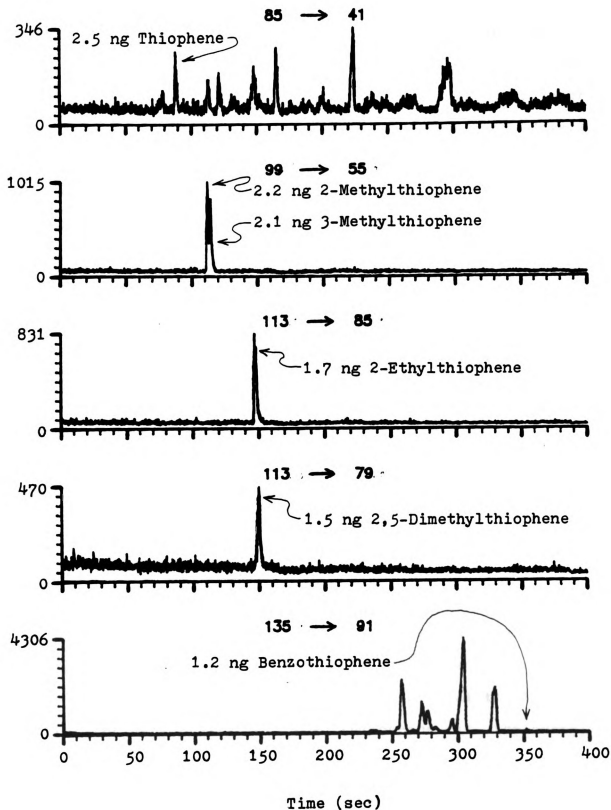 85 → 41
346
2.5 ng Thiophene
0
99 → 55
1015
2.2 ng 2-Methylthiophene
2.1 ng 3-Methylthiophene
0
113 → 85
831
1.7 ng 2-Ethylthiophene
0
113 → 79
470
1.5 ng 2,5-Dimethylthiophene
0
135 → 91
4306
1.2 ng Benzothiophene
0
0 50 100 150 200 250 300 350 400
Time (sec)